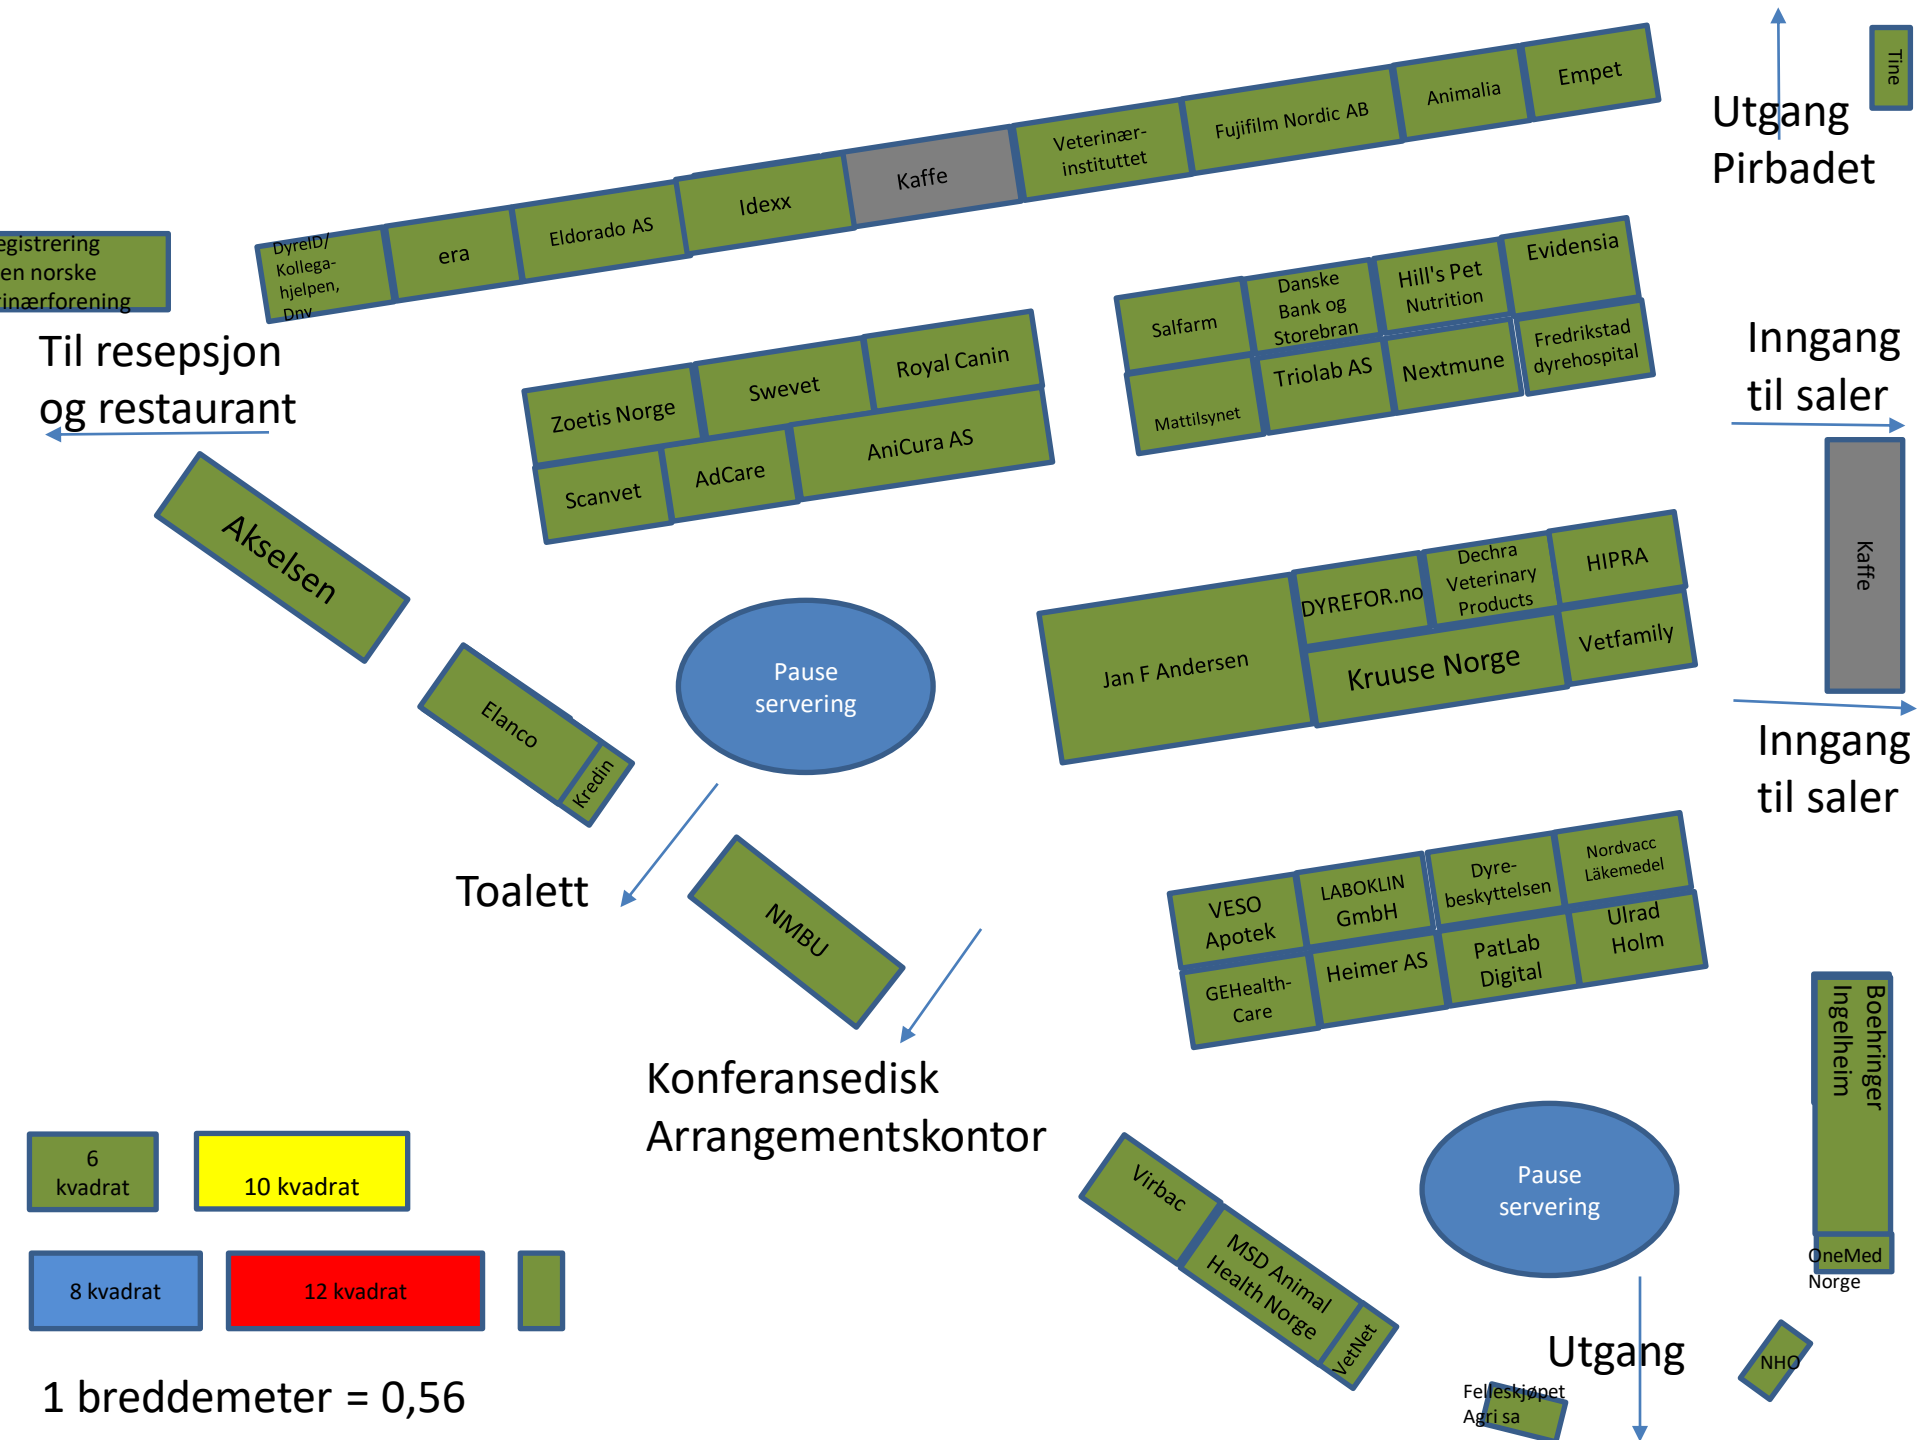 Tine
Utgang
Pirbadet
Empet
Animalia
Fujifilm Nordic AB
Veterinær-
instituttet
Kaffe
Idexx
Eldorado AS
era
DyreID/
Kollega-
hjelpen,
Dnv
egistrering
en norske
rinærforening
Til resepsjon
og restaurant
Zoetis Norge
Swevet
Royal Canin
Scanvet
AdCare
AniCura AS
Salfarm
Danske
Bank og
Storebran
Hill's Pet
Nutrition
Evidensia
Mattilsynet
Triolab AS
Nextmune
Fredrikstad
dyrehospital
Inngang
til saler
Kaffe
Inngang
til saler
Akselsen
Elanco
Kredin
Pause
servering
Jan F Andersen
DYREFOR.no
Dechra
Veterinary
Products
HIPRA
Kruuse Norge
Vetfamily
Toalett
NMBU
Konferansedisk
Arrangementskontor
VESO
Apotek
LABOKLIN
GmbH
Dyre-
beskyttelsen
Nordvacc
Läkemedel
GEHealth-
Care
Heimer AS
PatLab
Digital
Ulrad
Holm
Boehringer
Ingelheim
OneMed
Norge
Pause
servering
Virbac
MSD Animal
Health Norge
VetNet
Utgang
NHO
Felleskjøpet
Agri sa
6
kvadrat
10 kvadrat
8 kvadrat
12 kvadrat
1 breddemeter = 0,56